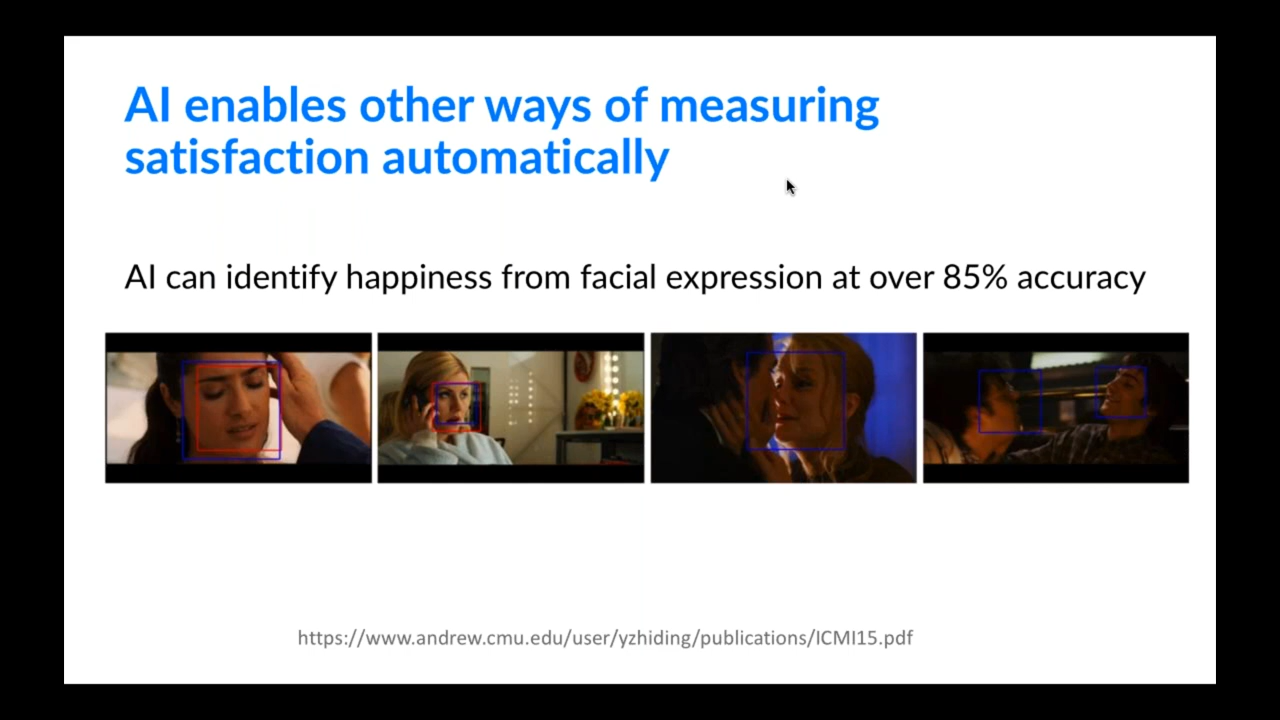 AI enables other ways of measuring
satisfaction automatically
AI can identify happiness from facial expression at over 85% accuracy
https://www.andrew.cmu.edu/user/yzhiding/publications/ICMI15.pdf